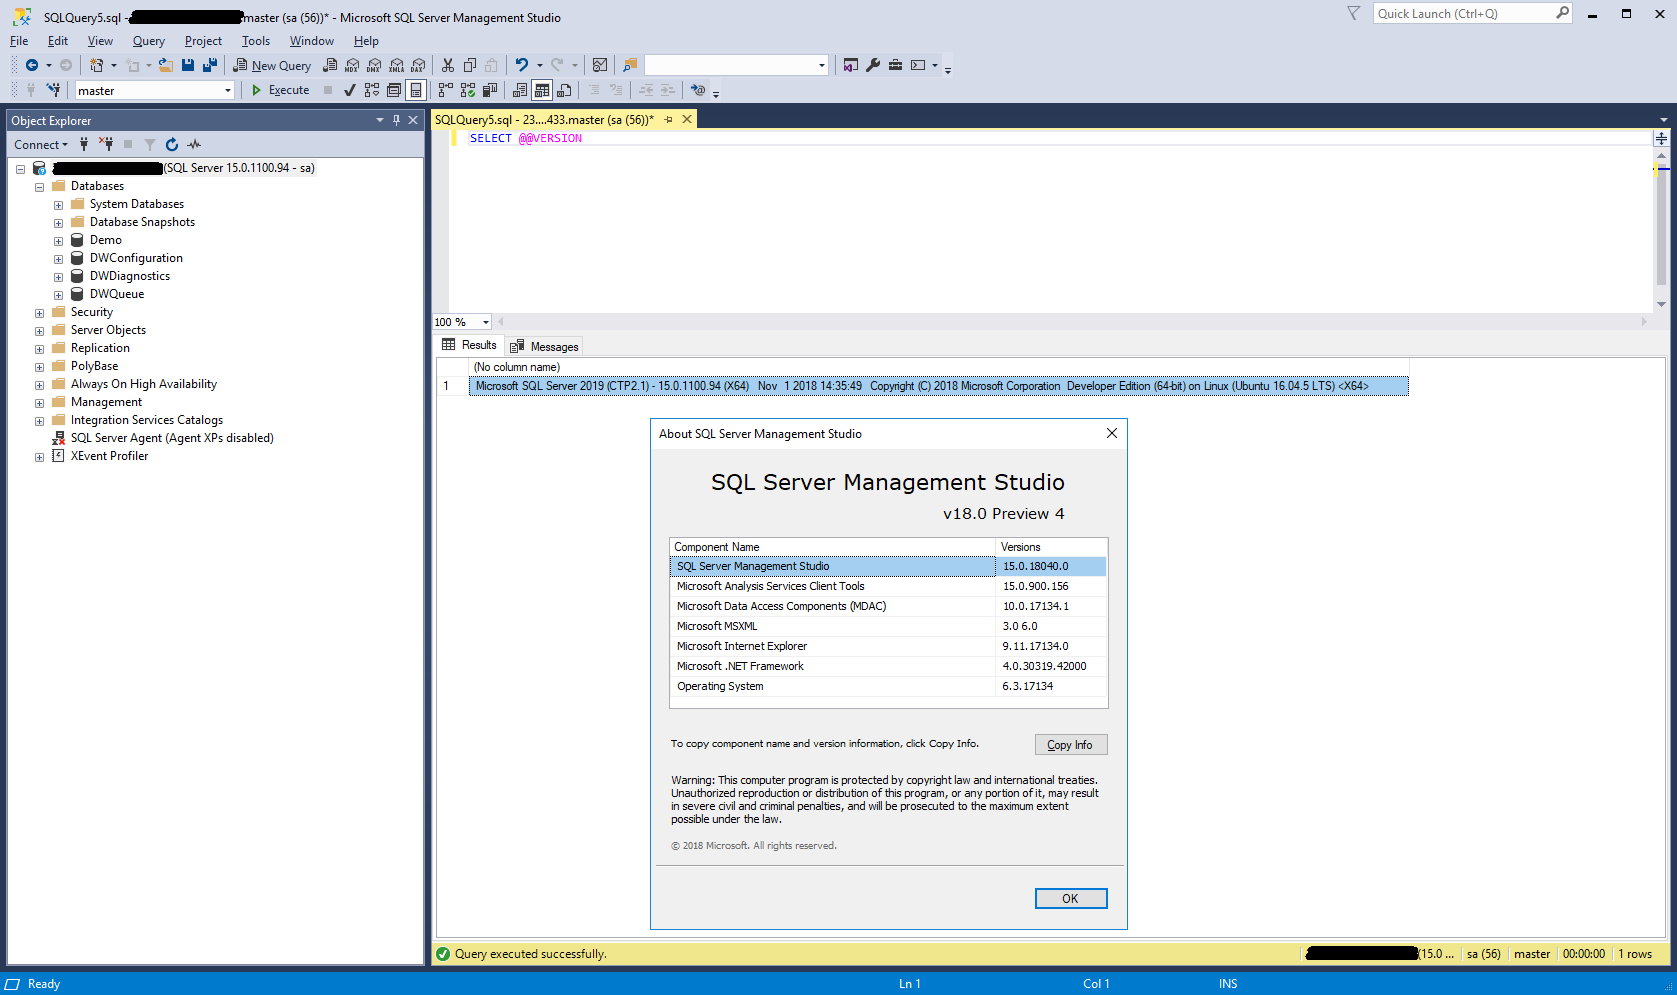 SQLQuery5.sql - master (sa (56))* - Microsoft SQL Server Management Studio
Quick Launch (Ctrl+Q)
File Edit View Query Project Tools Window Help
New Query MDX DMX XMLA DAX
master Execute
Object Explorer
Connect
(SQL Server 15.0.1100.94 - sa)
Databases
System Databases
Database Snapshots
Demo
DWConfiguration
DWDiagnostics
DWQueue
Security
Server Objects
Replication
PolyBase
Always On High Availability
Management
Integration Services Catalogs
SQL Server Agent (Agent XPs disabled)
XEvent Profiler
SQLQuery5.sql - 23....433.master (sa (56))*
SELECT @@VERSION
100 %
Results Messages
(No column name)
1 Microsoft SQL Server 2019 (CTP2.1) - 15.0.1100.94 (X64) Nov 1 2018 14:35:49 Copyright (C) 2018 Microsoft Corporation Developer Edition (64-bit) on Linux (Ubuntu 16.04.5 LTS) <X64>
About SQL Server Management Studio
SQL Server Management Studio
v18.0 Preview 4
Component Name Versions
SQL Server Management Studio 15.0.18040.0
Microsoft Analysis Services Client Tools 15.0.900.156
Microsoft Data Access Components (MDAC) 10.0.17134.1
Microsoft MSXML 3.0 6.0
Microsoft Internet Explorer 9.11.17134.0
Microsoft .NET Framework 4.0.30319.42000
Operating System 6.3.17134
To copy component name and version information, click Copy Info.
Copy Info
Warning: This computer program is protected by copyright law and international treaties.
Unauthorized reproduction or distribution of this program, or any portion of it, may result
in severe civil and criminal penalties, and will be prosecuted to the maximum extent
possible under the law.
© 2018 Microsoft. All rights reserved.
OK
Query executed successfully.
(15.0 ... sa (56) master 00:00:00 1 rows
Ready Ln 1 Col 1 INS